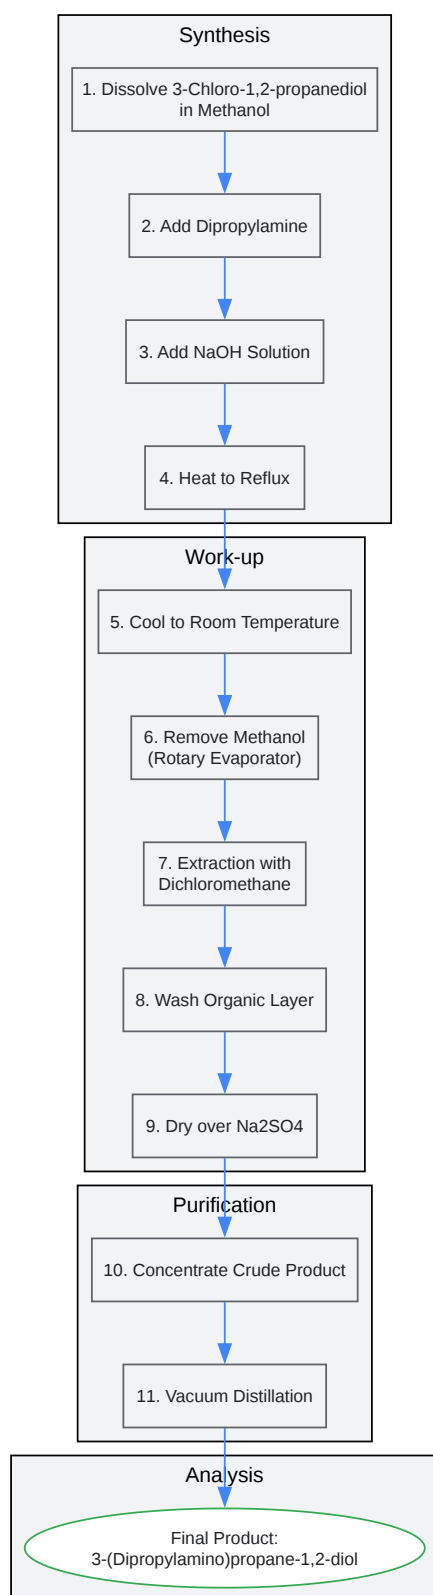 Synthesis
1. Dissolve 3-Chloro-1,2-propanediol
in Methanol
2. Add Dipropylamine
3. Add NaOH Solution
4. Heat to Reflux
Work-up
5. Cool to Room Temperature
6. Remove Methanol
(Rotary Evaporator)
7. Extraction with
Dichloromethane
8. Wash Organic Layer
9. Dry over Na2SO4
Purification
10. Concentrate Crude Product
11. Vacuum Distillation
Analysis
Final Product:
3-(Dipropylamino)propane-1,2-diol